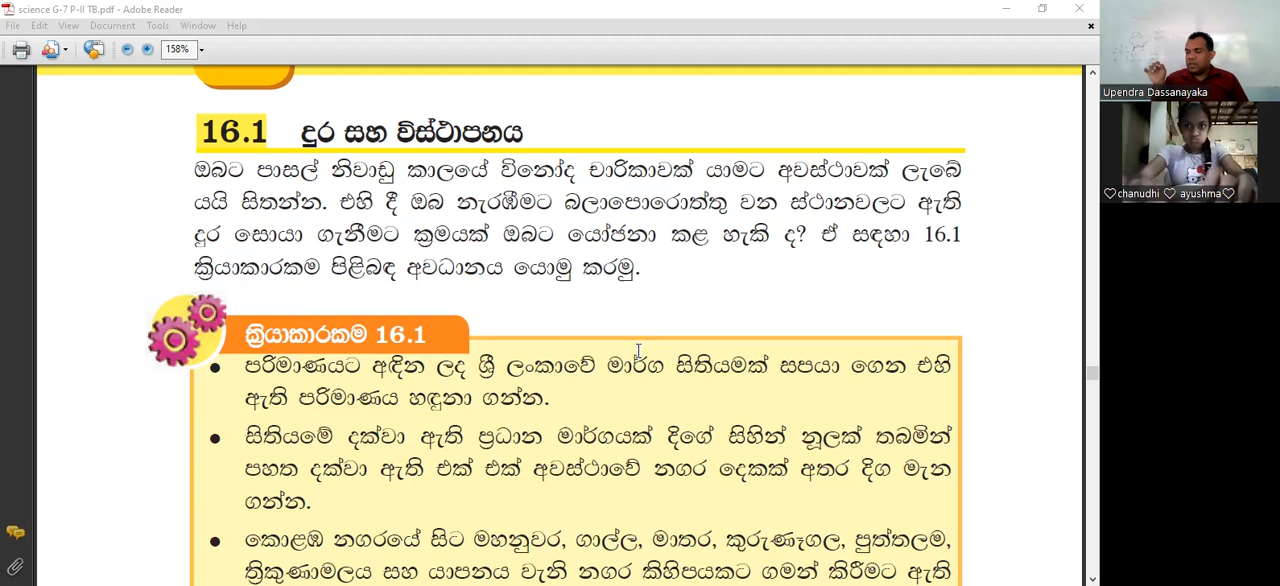 science G-7 P-II TB.pdf - Adobe Reader
File Edit View Document Tools Window Help
158%
16.1 දුර සහ විස්ථාපනය
ඔබට පාසල් නිවාඩු කාලයේ විනෝද චාරිකාවක් යාමට අවස්ථාවක් ලැබේ
යයි සිතන්න. එහි දී ඔබ නැරඹීමට බලාපොරොත්තු වන ස්ථානවලට ඇති
දුර සොයා ගැනීමට ක්‍රමයක් ඔබට යෝජනා කළ හැකි ද? ඒ සඳහා 16.1
ක්‍රියාකාරකම පිළිබඳ අවධානය යොමු කරමු.
ක්‍රියාකාරකම 16.1
● පරිමාණයට අඳින ලද ශ්‍රී ලංකාවේ මාර්ග සිතියමක් සපයා ගෙන එහි
ඇති පරිමාණය හඳුනා ගන්න.
● සිතියමේ දක්වා ඇති ප්‍රධාන මාර්ගයක් දිගේ සිහින් නූලක් තබමින්
පහත දක්වා ඇති එක් එක් අවස්ථාවේ නගර දෙකක් අතර දිග මැන
ගන්න.
● කොළඹ නගරයේ සිට මහනුවර, ගාල්ල, මාතර, කුරුණෑගල, පුත්තලම,
ත්‍රිකුණාමලය සහ යාපනය වැනි නගර කිහිපයකට ගමන් කිරීමට ඇති
Upendra Dassanayaka
♡chanudhi ♡ ayushma♡